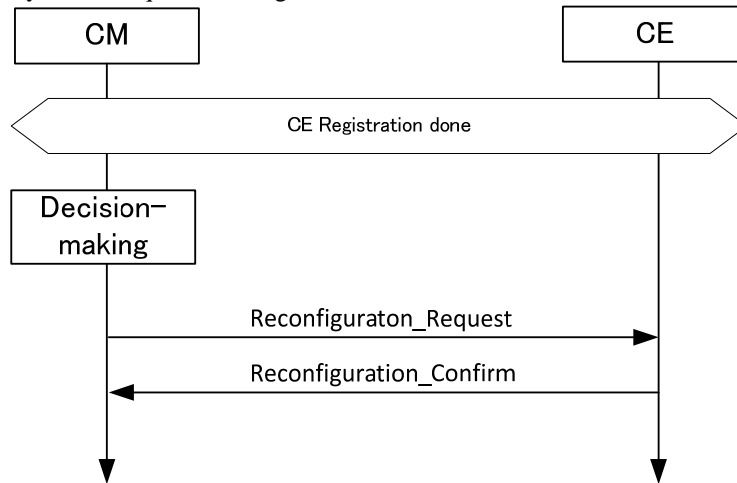 CM
CE
CE Registration done
Decision-
making
Reconfiguraton_Request
Reconfiguration_Confirm